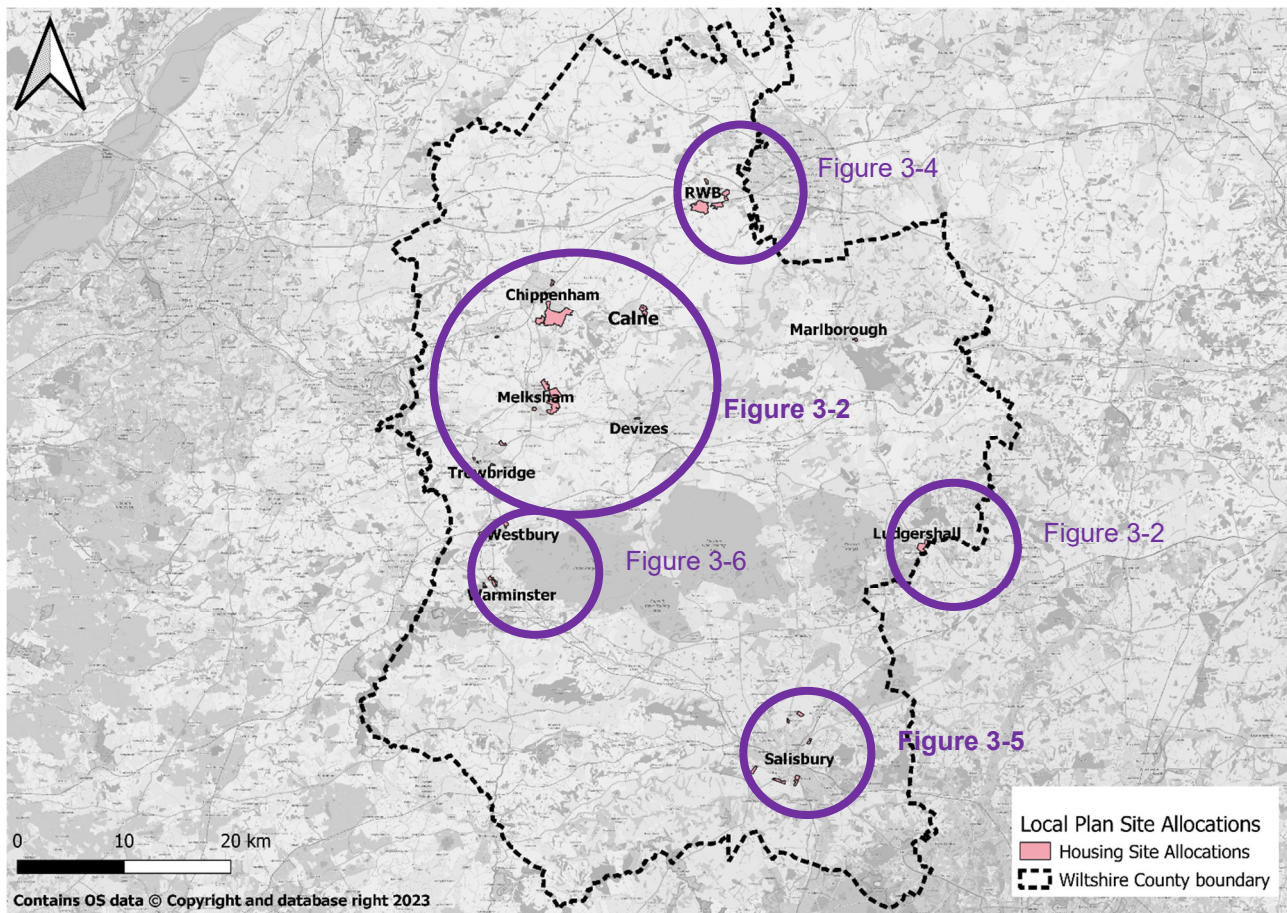 Figure 3-4
RWB
Chippenham
Calne
Marlborough
Melksham
Figure 3-2
Devizes
Trowbridge
Westbury
Ludgershall
Figure 3-2
Figure 3-6
Warminster
Figure 3-5
Salisbury
Local Plan Site Allocations
Housing Site Allocations
Wiltshire County boundary
0 10 20 km
Contains OS data © Copyright and database right 2023